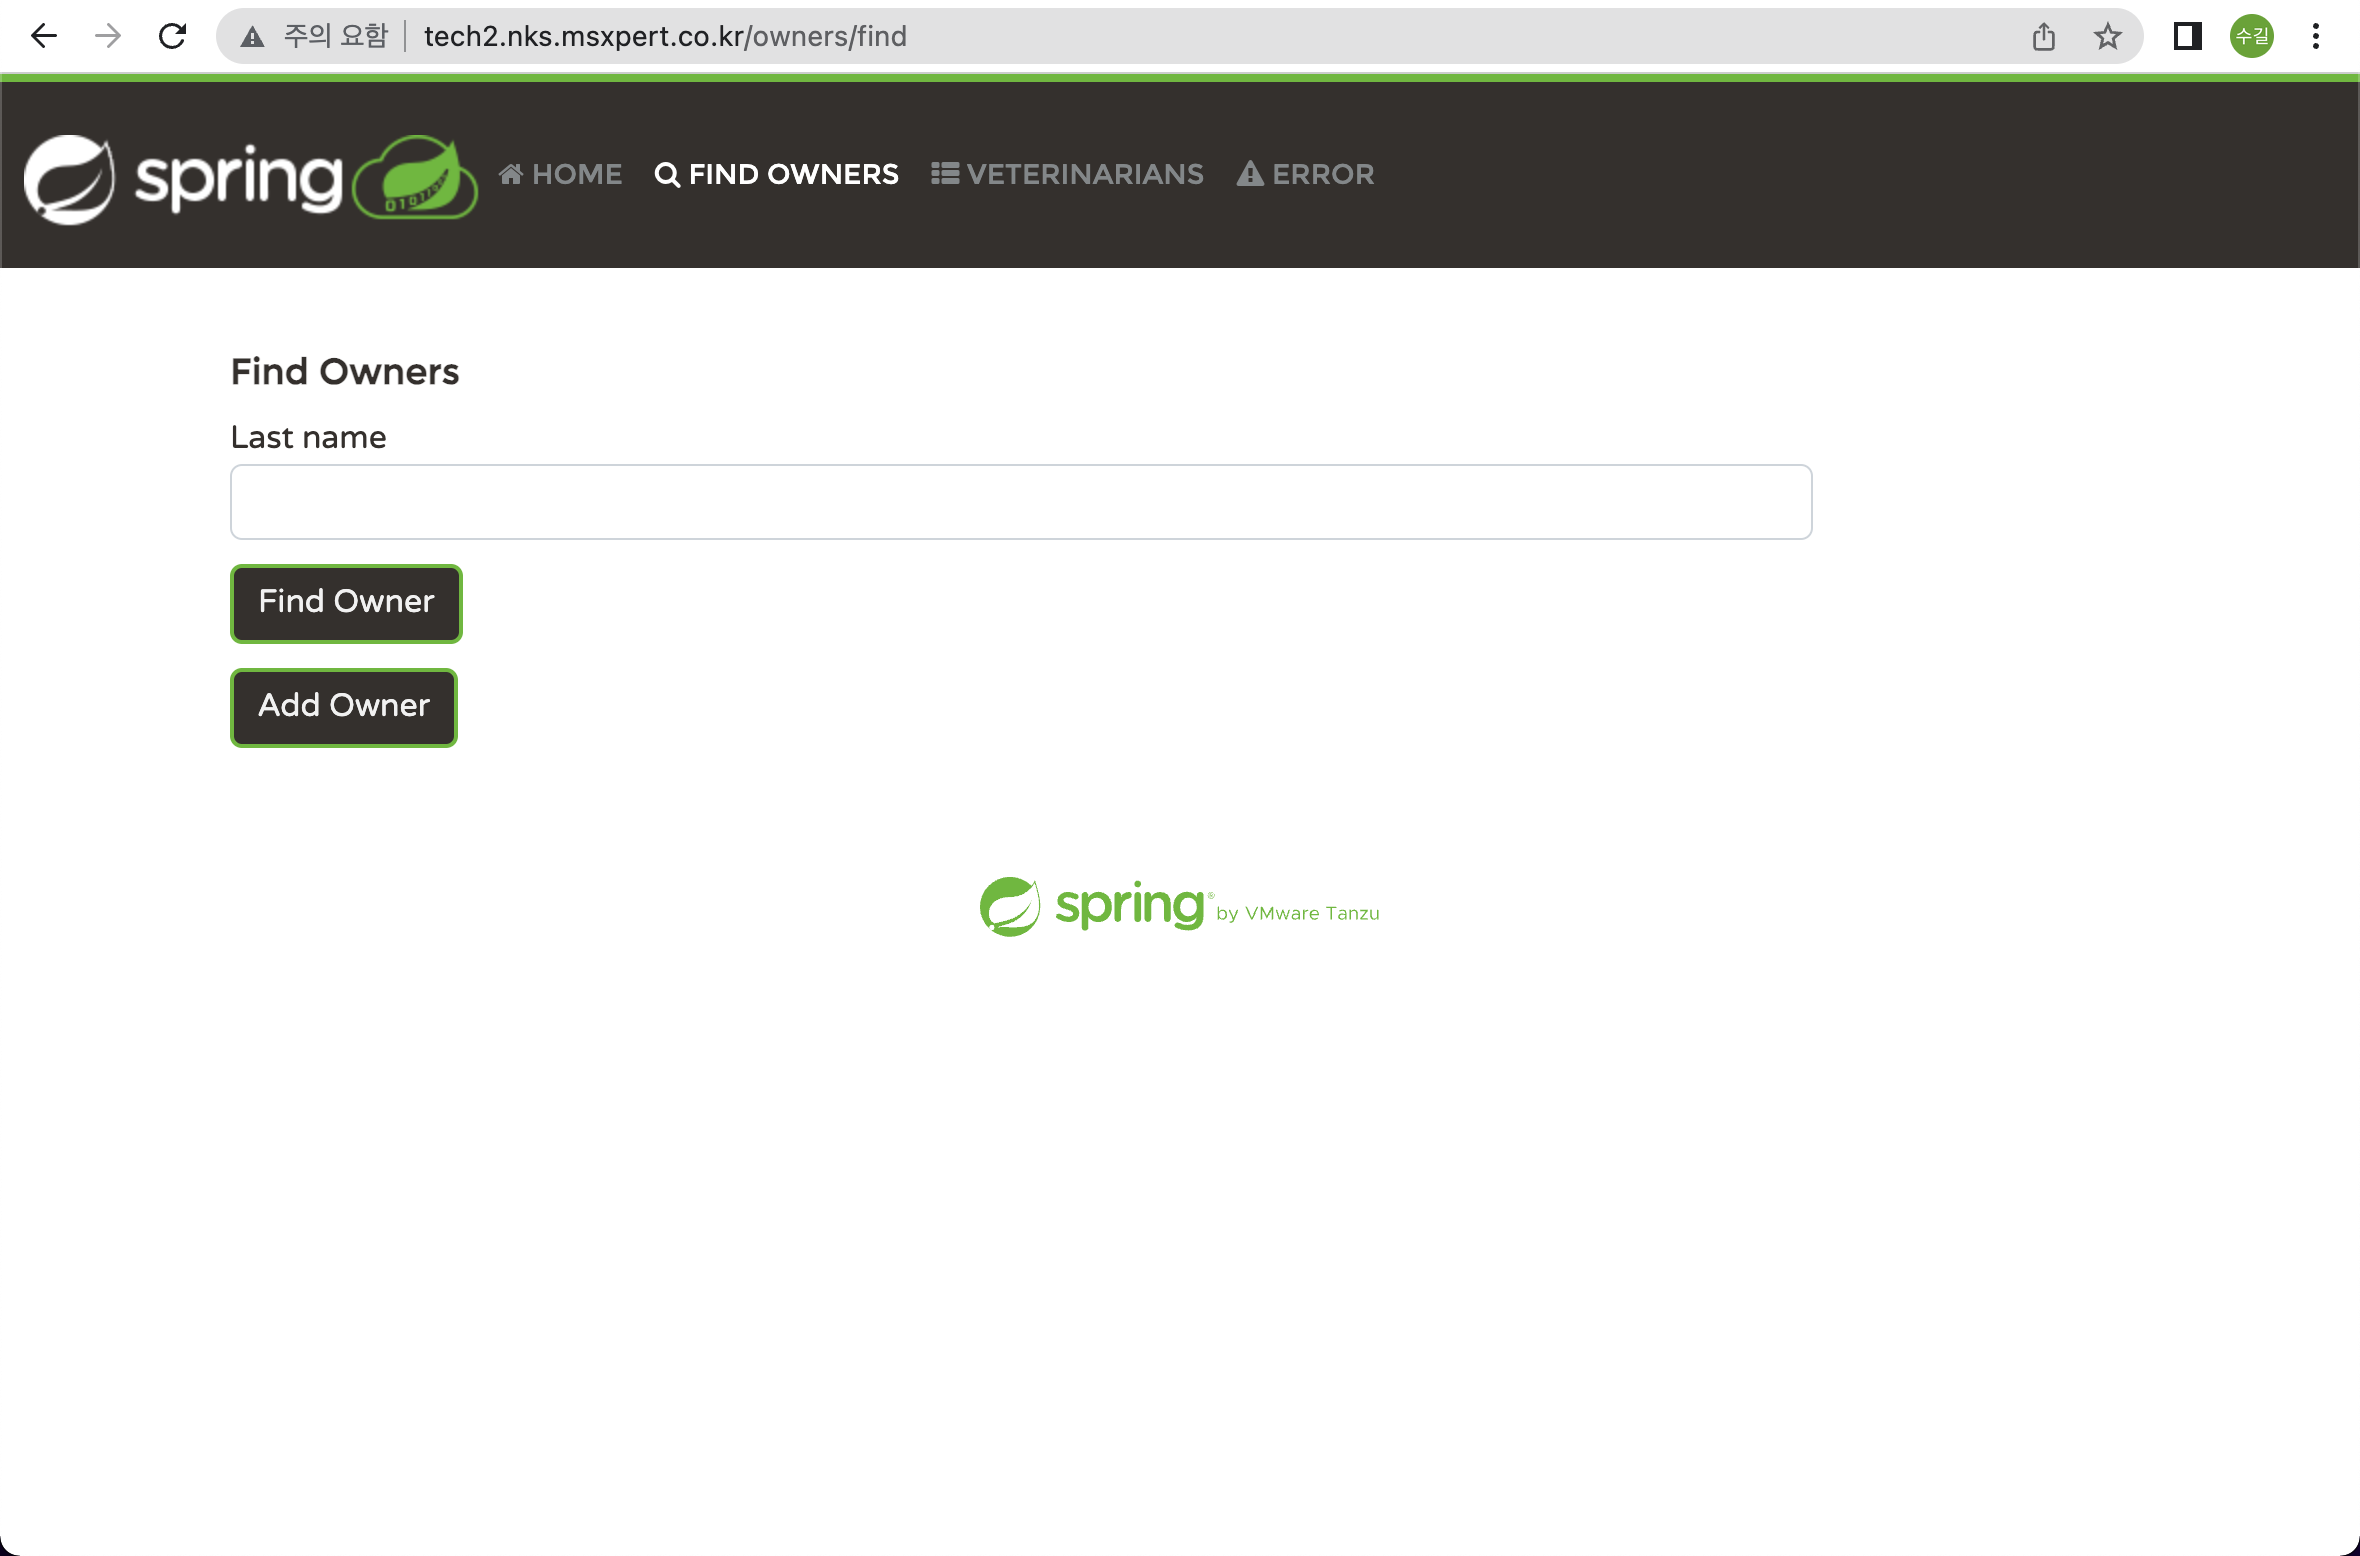 주의 요함 tech2.nks.msxpert.co.kr/owners/find 수길
spring HOME FIND OWNERS VETERINARIANS ERROR
Find Owners
Last name
Find Owner
Add Owner
spring® by VMware Tanzu